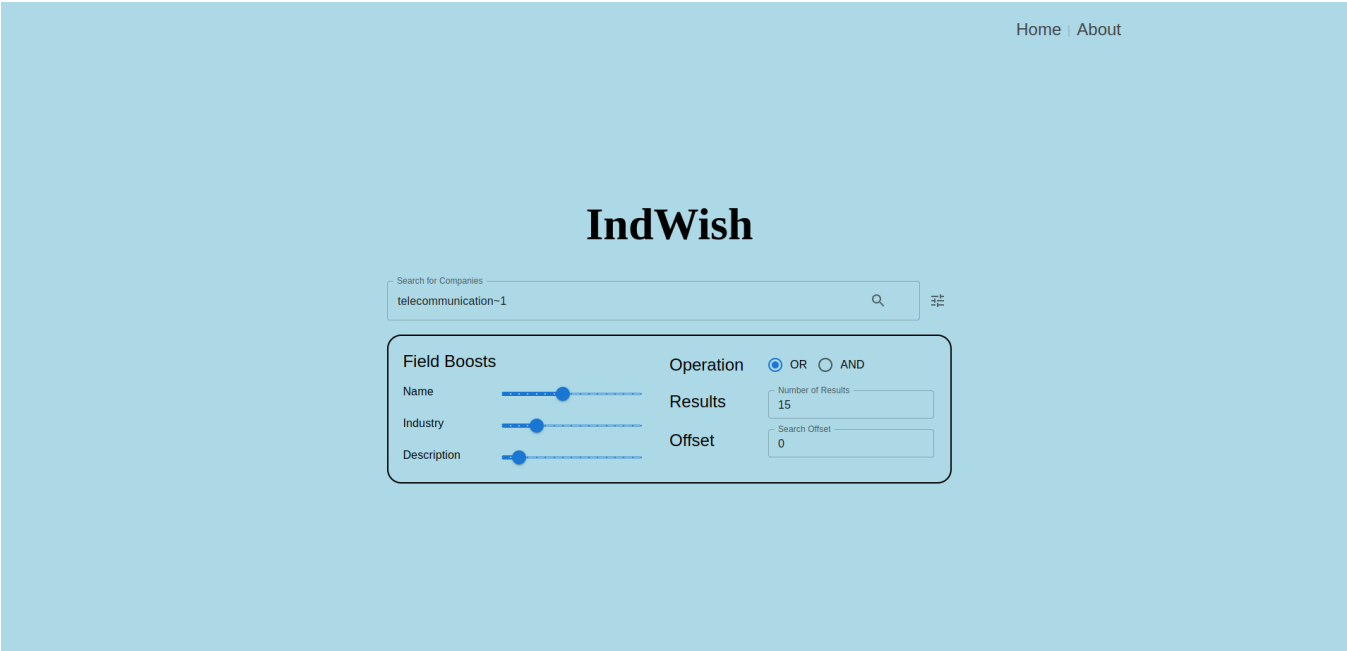 Home | About
IndWish
Search for Companies
telecommunication~1
Field Boosts
Name
Industry
Description
Operation OR AND
Results Number of Results 15
Offset Search Offset 0